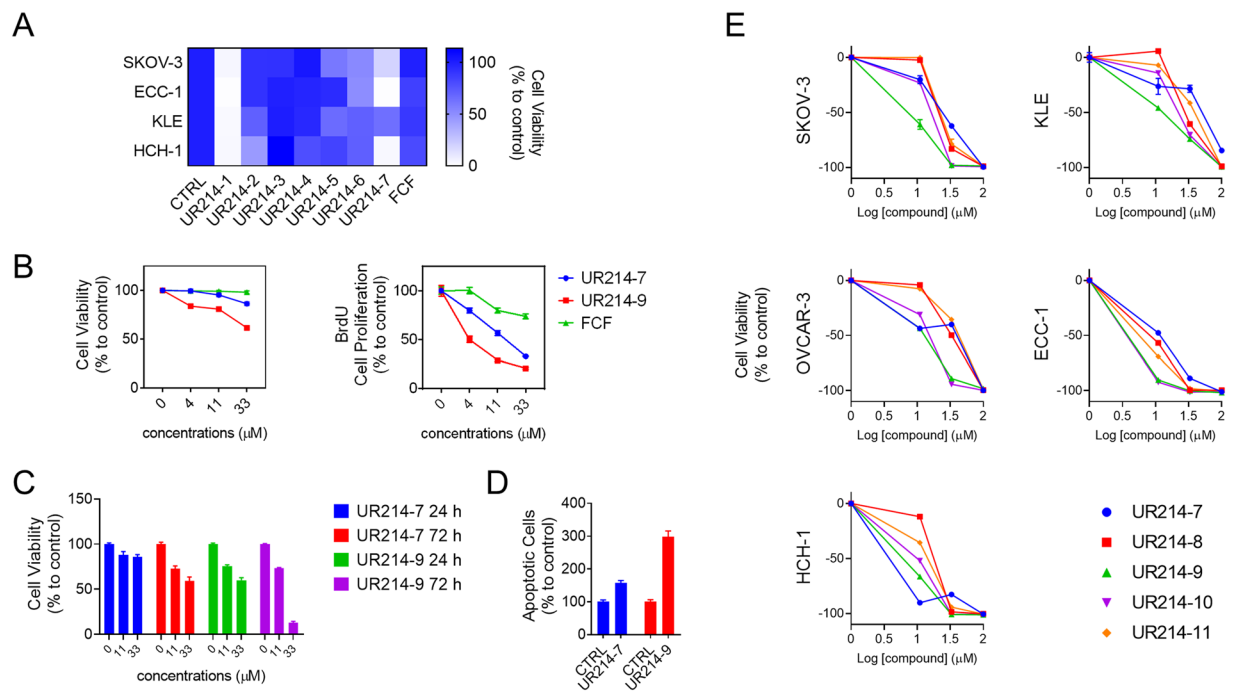 A
SKOV-3
ECC-1
KLE
HCH-1
CTRL
UR214-1
UR214-2
UR214-3
UR214-4
UR214-5
UR214-6
UR214-7
FCF
100
50
0
Cell Viability
(% to control)
B
Cell Viability
(% to control)
100
50
0
0
4
11
33
concentrations (μM)
BrdU
Cell Proliferation
(% to control)
100
50
0
0
4
11
33
concentrations (μM)
UR214-7
UR214-9
FCF
C
Cell Viability
(% to control)
150
100
50
0
0
11
33
0
11
33
0
11
33
0
11
33
concentrations (μM)
UR214-7 24 h
UR214-7 72 h
UR214-9 24 h
UR214-9 72 h
D
Apoptotic Cells
(% to control)
400
300
200
100
0
CTRL
UR214-7
CTRL
UR214-9
E
SKOV-3
0
-50
-100
0 0.5 1 1.5 2
Log [compound] (μM)
KLE
0
-50
-100
0 0.5 1 1.5 2
Log [compound] (μM)
Cell Viability
(% to control)
OVCAR-3
0
-50
-100
0 0.5 1 1.5 2
Log [compound] (μM)
ECC-1
0
-50
-100
0 0.5 1 1.5 2
Log [compound] (μM)
HCH-1
0
-50
-100
0 0.5 1 1.5 2
Log [compound] (μM)
UR214-7
UR214-8
UR214-9
UR214-10
UR214-11